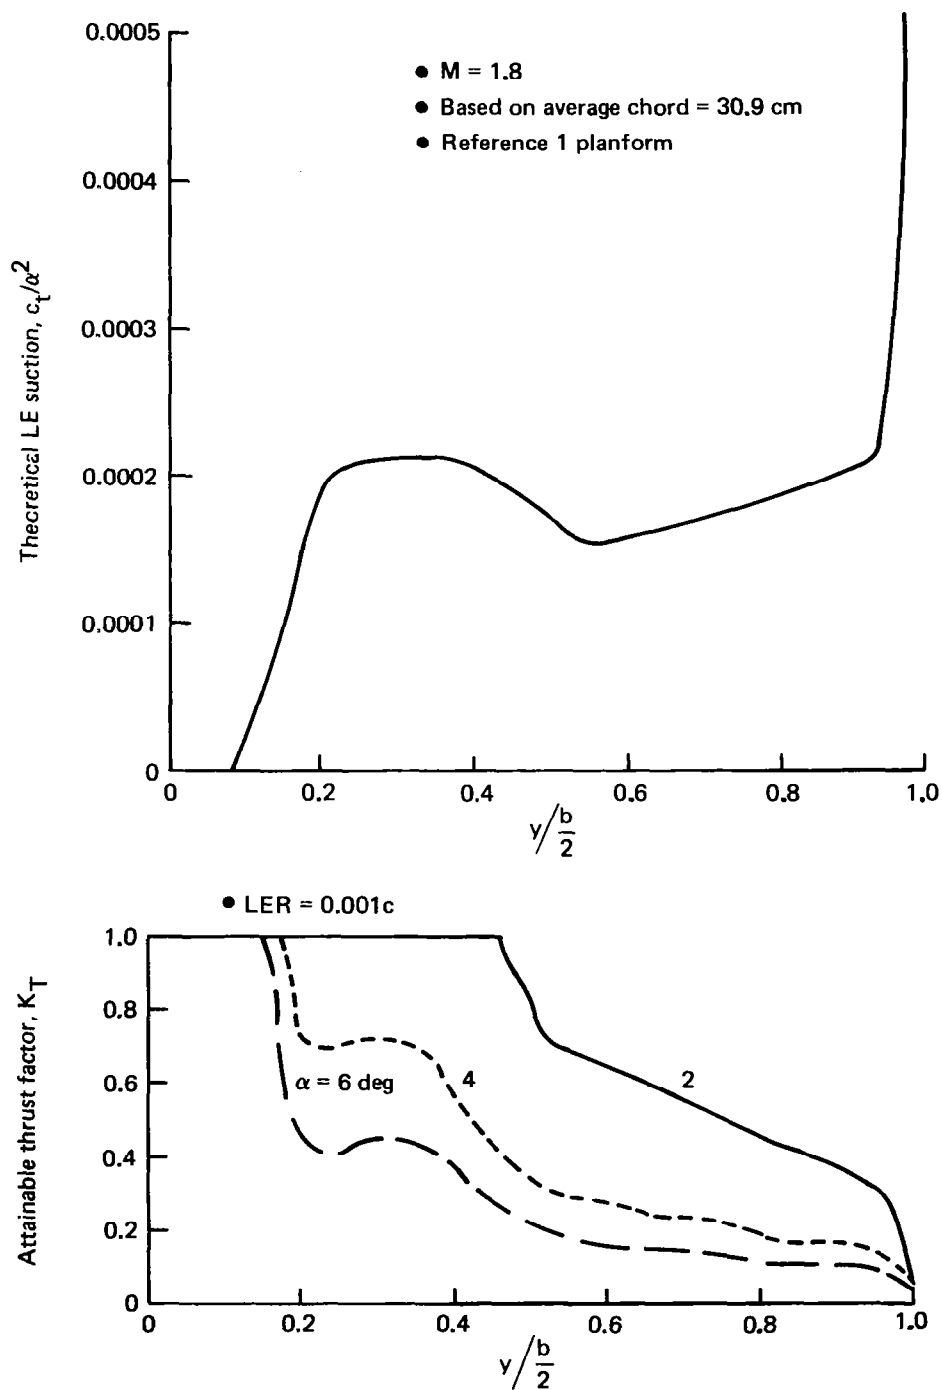 0.0005
● M = 1.8
● Based on average chord = 30.9 cm
● Reference 1 planform
0.0004
Thecretical LE suction, c_t/α²
0.0003
0.0002
0.0001
0
0 0.2 0.4 0.6 0.8 1.0
y/b/2
● LER = 0.001c
Attainable thrust factor, K_T
1.0
0.8
α = 6 deg 4 2
0.6
0.4
0.2
0
0 0.2 0.4 0.6 0.8 1.0
y/b/2